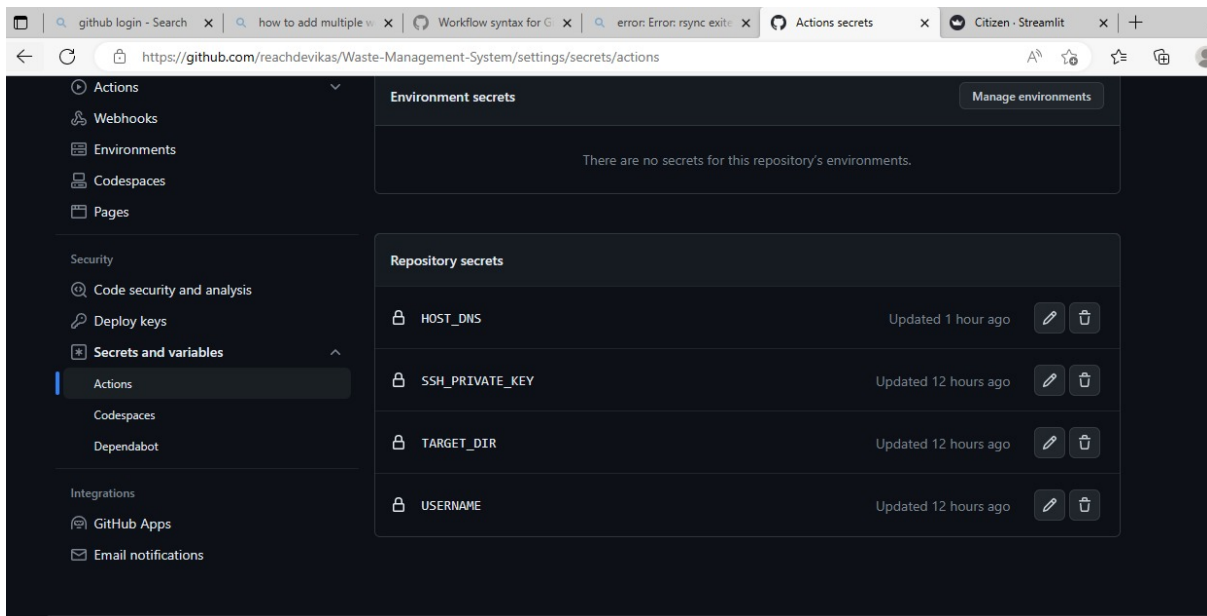 github login - Search
how to add multiple w
Workflow syntax for G
error: Error: rsync exite
Actions secrets
Citizen · Streamlit
https://github.com/reachdevikas/Waste-Management-System/settings/secrets/actions
Actions
Webhooks
Environments
Codespaces
Pages
Security
Code security and analysis
Deploy keys
Secrets and variables
Actions
Codespaces
Dependabot
Integrations
GitHub Apps
Email notifications
Environment secrets
Manage environments
There are no secrets for this repository's environments.
Repository secrets
HOST_DNS Updated 1 hour ago
SSH_PRIVATE_KEY Updated 12 hours ago
TARGET_DIR Updated 12 hours ago
USERNAME Updated 12 hours ago